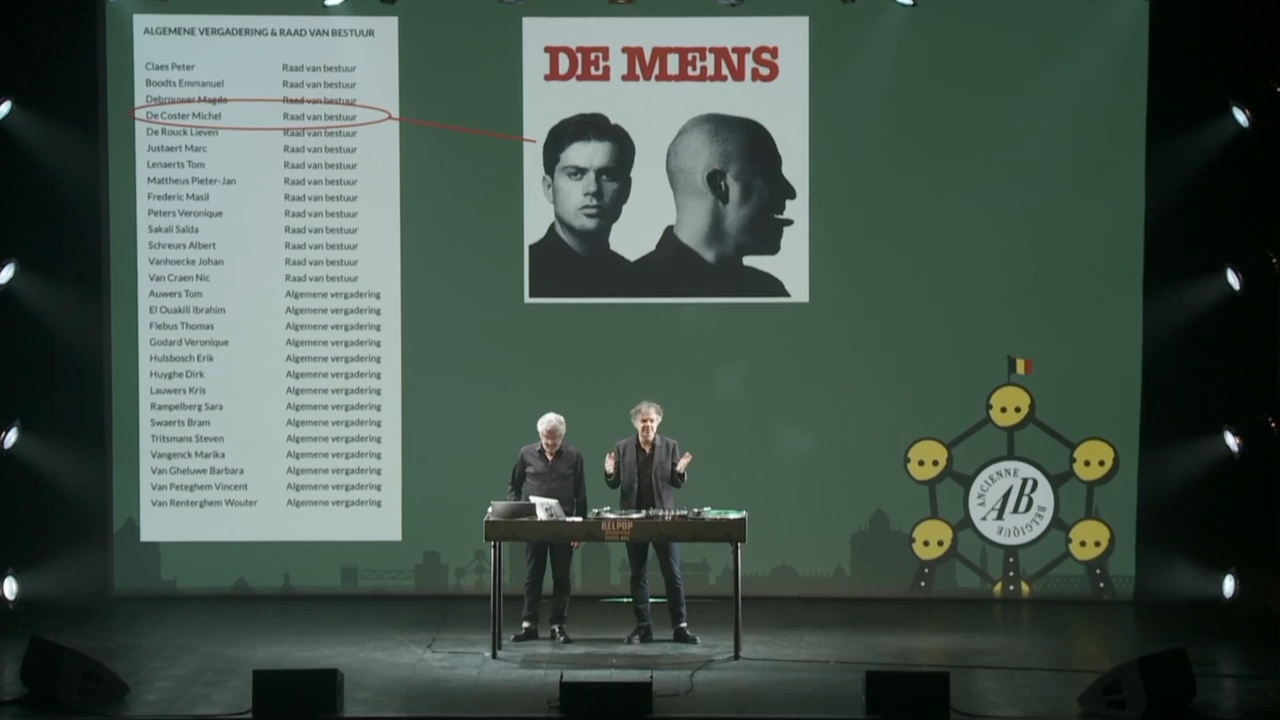 ALGEMENE VERGADERING & RAAD VAN BESTUUR
Claes Peter Raad van bestuur
Boodts Emmanuel Raad van bestuur
Debrouwer Magda Raad van bestuur
De Coster Michel Raad van bestuur
De Rouck Lieven Raad van bestuur
Justaert Marc Raad van bestuur
Lenaerts Tom Raad van bestuur
Mattheus Pieter-Jan Raad van bestuur
Frederic Masil Raad van bestuur
Peters Veronique Raad van bestuur
Sakali Saïda Raad van bestuur
Schreurs Albert Raad van bestuur
Vanhoecke Johan Raad van bestuur
Van Craen Nic Raad van bestuur
Auwers Tom Algemene vergadering
El Ouakili Ibrahim Algemene vergadering
Flebus Thomas Algemene vergadering
Godard Veronique Algemene vergadering
Hulsbosch Erik Algemene vergadering
Huyghe Dirk Algemene vergadering
Lauwers Kris Algemene vergadering
Rampelberg Sara Algemene vergadering
Swaerts Bram Algemene vergadering
Tritsmans Steven Algemene vergadering
Vangenck Marika Algemene vergadering
Van Gheluwe Barbara Algemene vergadering
Van Peteghem Vincent Algemene vergadering
Van Renterghem Wouter Algemene vergadering
DE MENS
ANCIENNE
AB
BELGIQUE
BELPOP